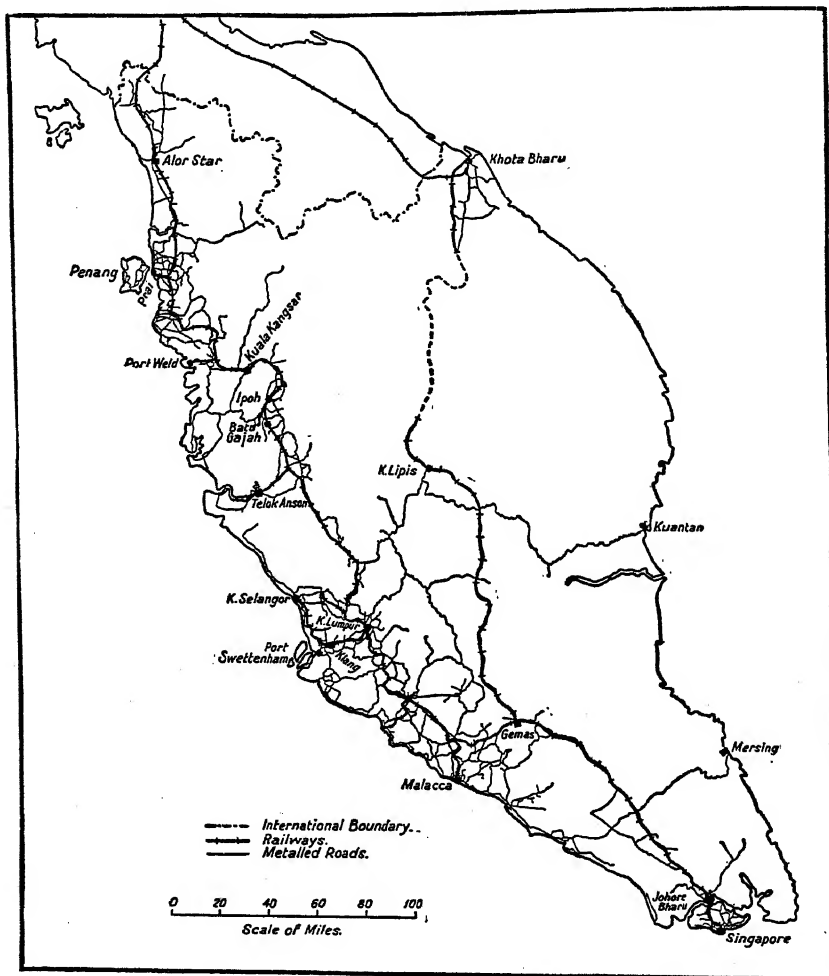 Alor Star
Khota Bharu
Penang
Prai
Kuala Kangsar
Port Weld
Ipoh
Batu
Gajah
K.Lipis
Telok Anson
Kuantan
K.Selangor
K.Lumpur
Port
Swettenham
Klang
Gemas
Mersing
Malacca
International Boundary.
Railways.
Metalled Roads.
0 20 40 60 80 100
Scale of Miles.
Johore
Bharu
Singapore